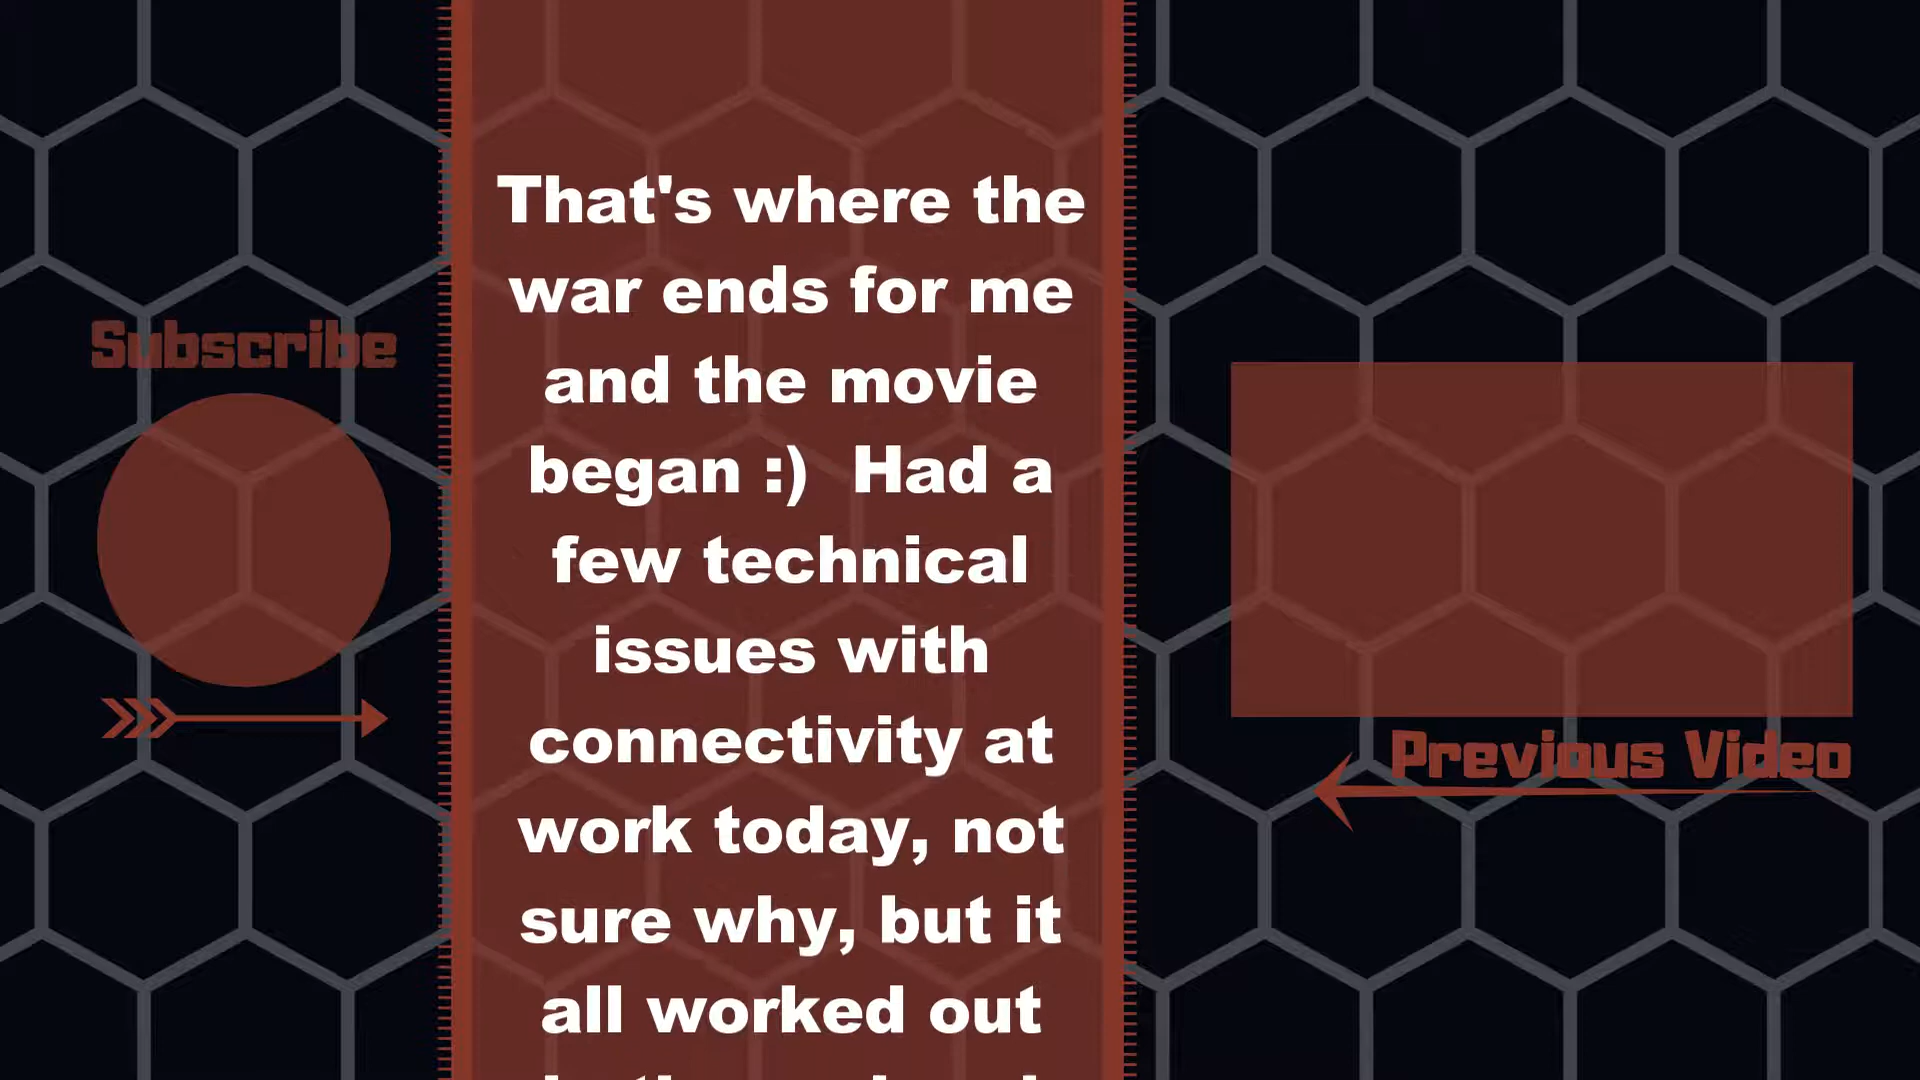 Subscribe
That's where the
war ends for me
and the movie
began :)  Had a
few technical
issues with
connectivity at
work today, not
sure why, but it
all worked out
Previous Video